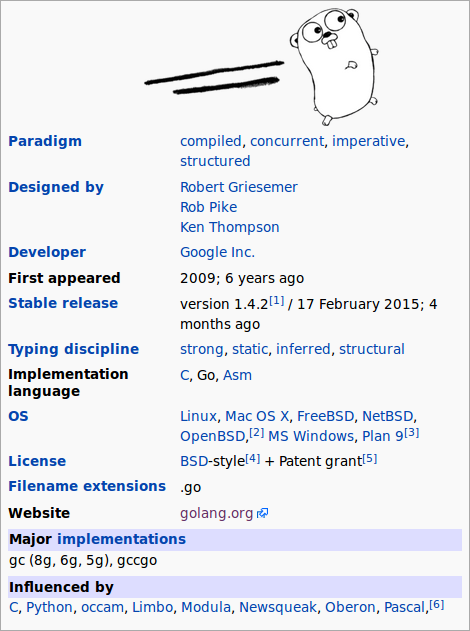 Paradigm compiled, concurrent, imperative,
structured
Designed by Robert Griesemer
Rob Pike
Ken Thompson
Developer Google Inc.
First appeared 2009; 6 years ago
Stable release version 1.4.2[1] / 17 February 2015; 4
months ago
Typing discipline strong, static, inferred, structural
Implementation C, Go, Asm
language
OS Linux, Mac OS X, FreeBSD, NetBSD,
OpenBSD,[2] MS Windows, Plan 9[3]
License BSD-style[4] + Patent grant[5]
Filename extensions .go
Website golang.org
Major implementations
gc (8g, 6g, 5g), gccgo
Influenced by
C, Python, occam, Limbo, Modula, Newsqueak, Oberon, Pascal,[6]